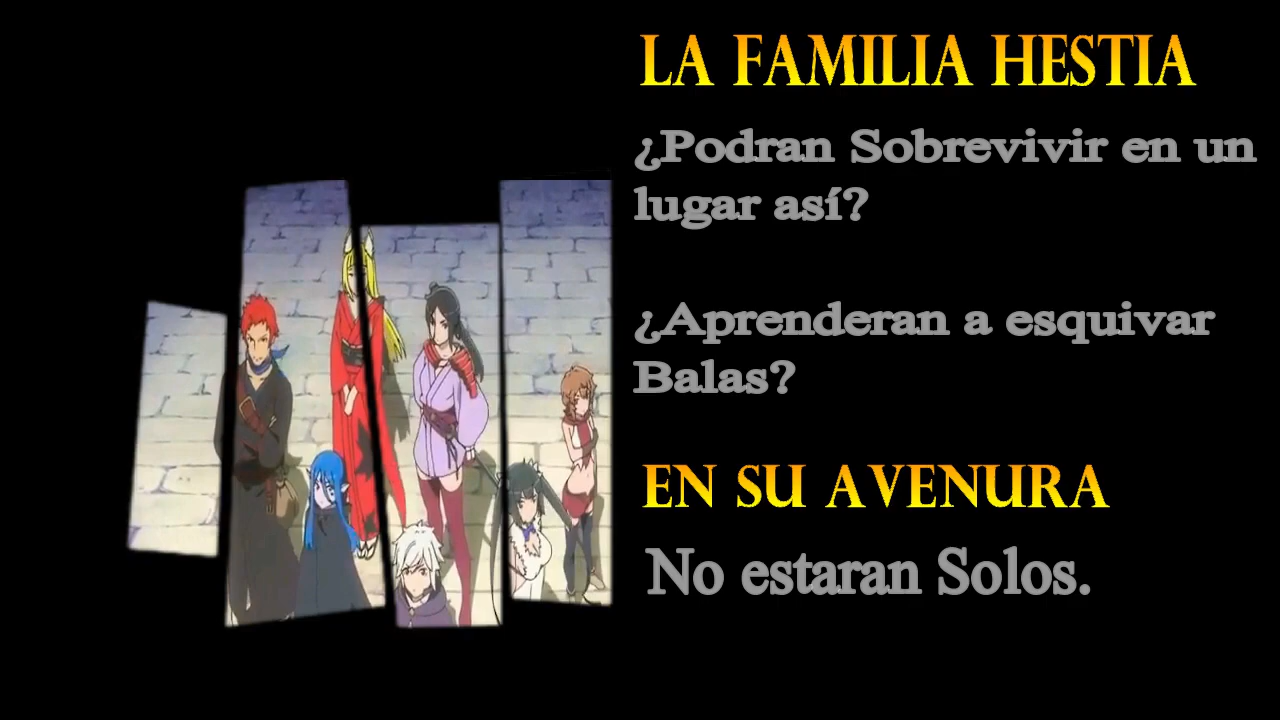 LA FAMILIA HESTIA
¿Podran Sobrevivir en un
lugar así?
¿Aprenderan a esquivar
Balas?
EN SU AVENURA
No estaran Solos.